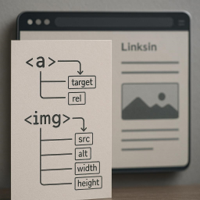 <a>
target
rel
<img>
src
alt
width
height
Linksin